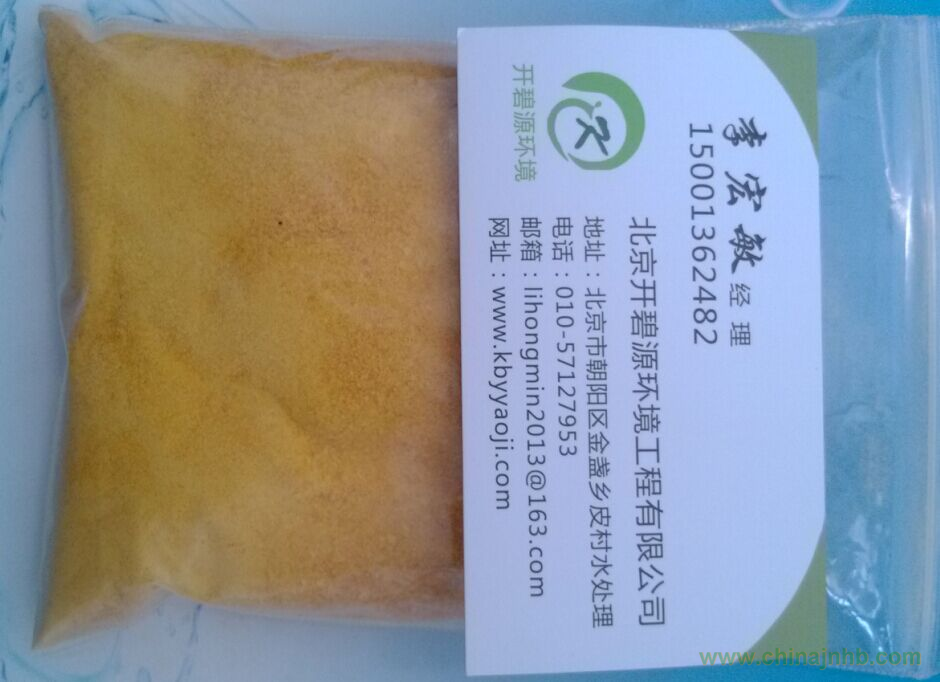 开碧源环境
李宏敏 经理
15001362482
北京开碧源环境工程有限公司
地址：北京市朝阳区金盏乡皮村水处理
电话：010-57127953
邮箱：lihongmin2013@163.com
网址：www.kbyyaoji.com
www.chinajnhb.com